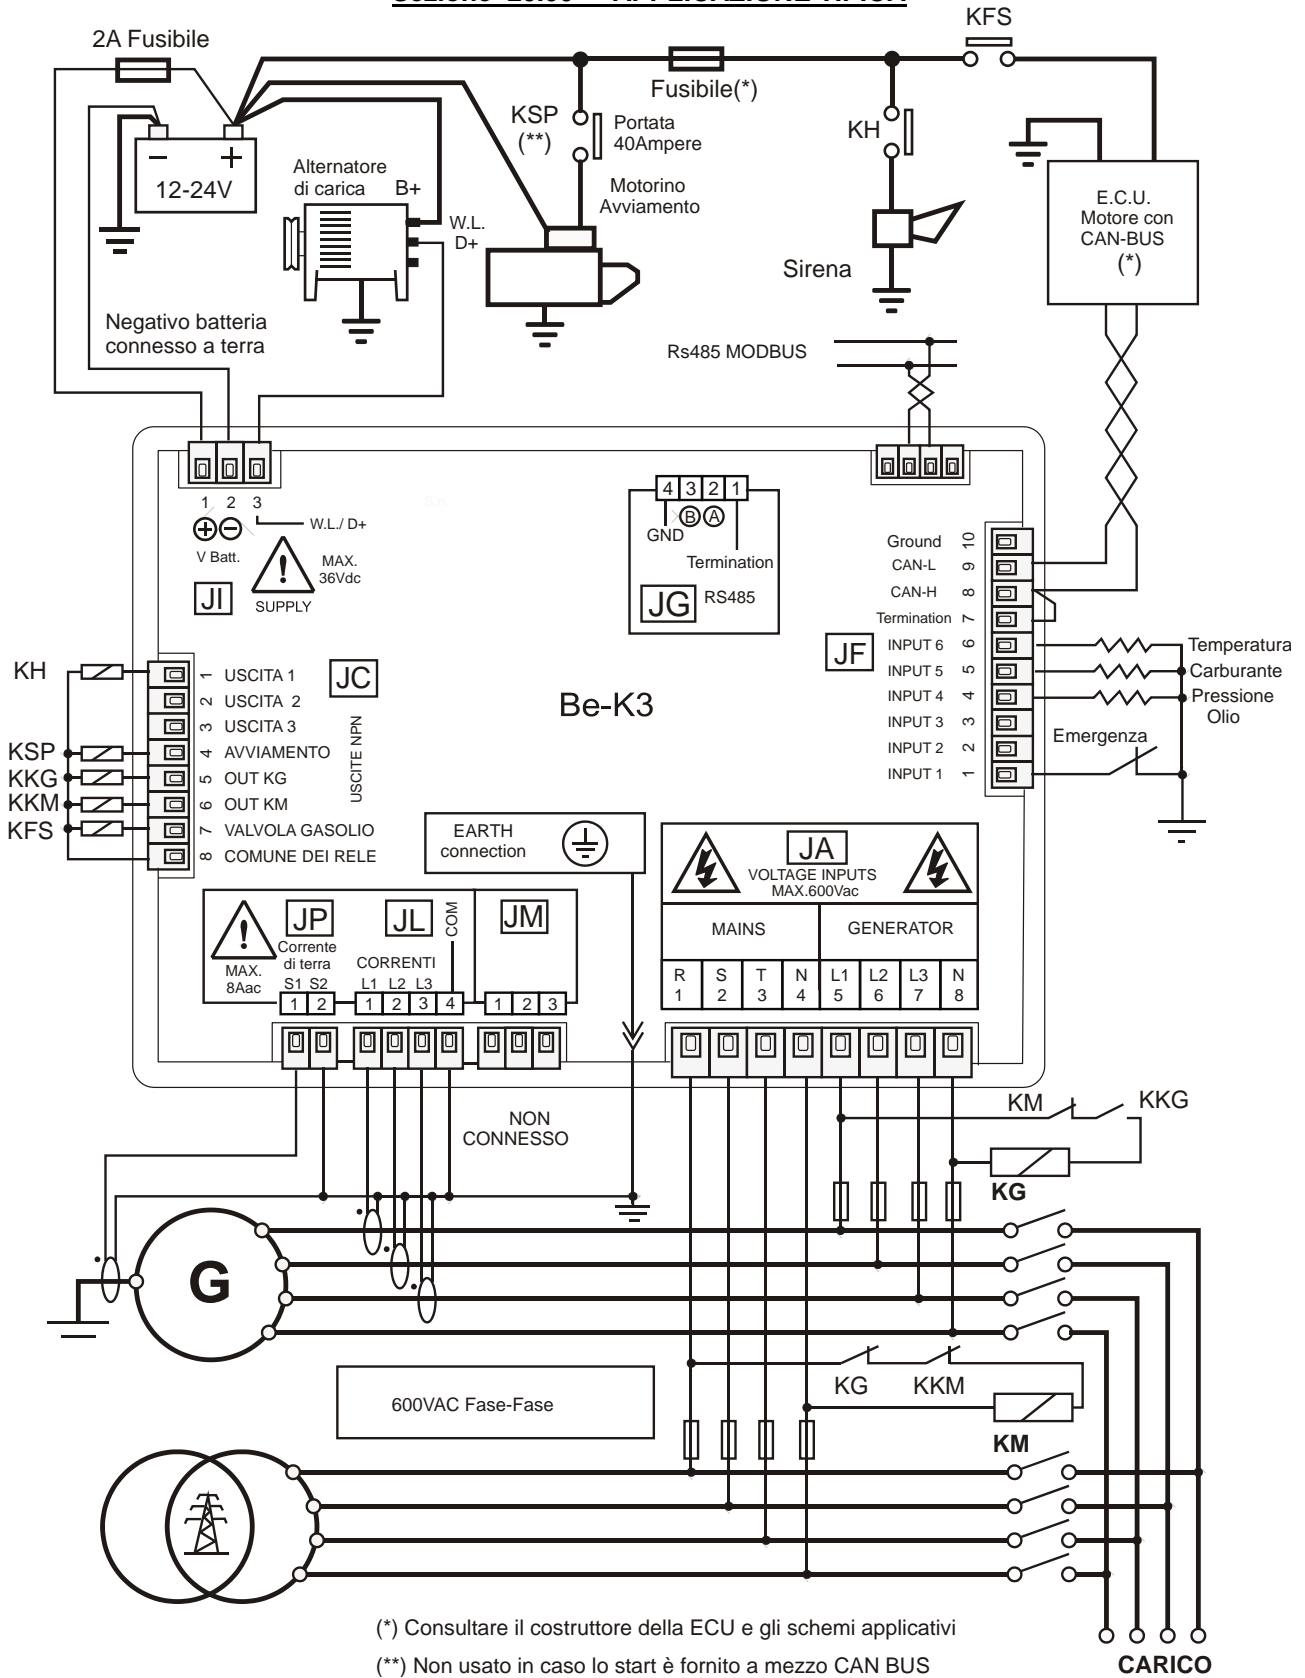 Sezione 20.00 - APPLICAZIONE TIPICA
KFS
2A Fusibile
Fusibile(*)
KSP
(**)
Portata
40Ampere
KH
12-24V
Alternatore
di carica
B+
W.L.
D+
Motorino
Avviamento
E.C.U.
Motore con
CAN-BUS
(*)
Sirena
Negativo batteria
connesso a terra
Rs485 MODBUS
1 2 3
W.L./ D+
V Batt.
MAX.
36Vdc
SUPPLY
JI
4 3 2 1
B A
GND
Termination
JG RS485
Ground 10
CAN-L 9
CAN-H 8
Termination 7
INPUT 6 6
INPUT 5 5
INPUT 4 4
INPUT 3 3
INPUT 2 2
INPUT 1 1
JF
Temperatura
Carburante
Pressione
Olio
Emergenza
KH
KSP
KKG
KKM
KFS
1 USCITA 1
2 USCITA 2
3 USCITA 3
4 AVVIAMENTO
5 OUT KG
6 OUT KM
7 VALVOLA GASOLIO
8 COMUNE DEI RELE
JC
USCITE NPN
Be-K3
EARTH
connection
JA
VOLTAGE INPUTS
MAX.600Vac
MAINS GENERATOR
R S T N L1 L2 L3 N
1 2 3 4 5 6 7 8
MAX.
8Aac
JP
Corrente
di terra
S1 S2
1 2
JL
CORRENTI
L1 L2 L3
COM
1 2 3 4
JM
1 2 3
NON
CONNESSO
KM KKG
KG
G
KG KKM
KM
600VAC Fase-Fase
(*) Consultare il costruttore della ECU e gli schemi applicativi
(**) Non usato in caso lo start è fornito a mezzo CAN BUS
CARICO